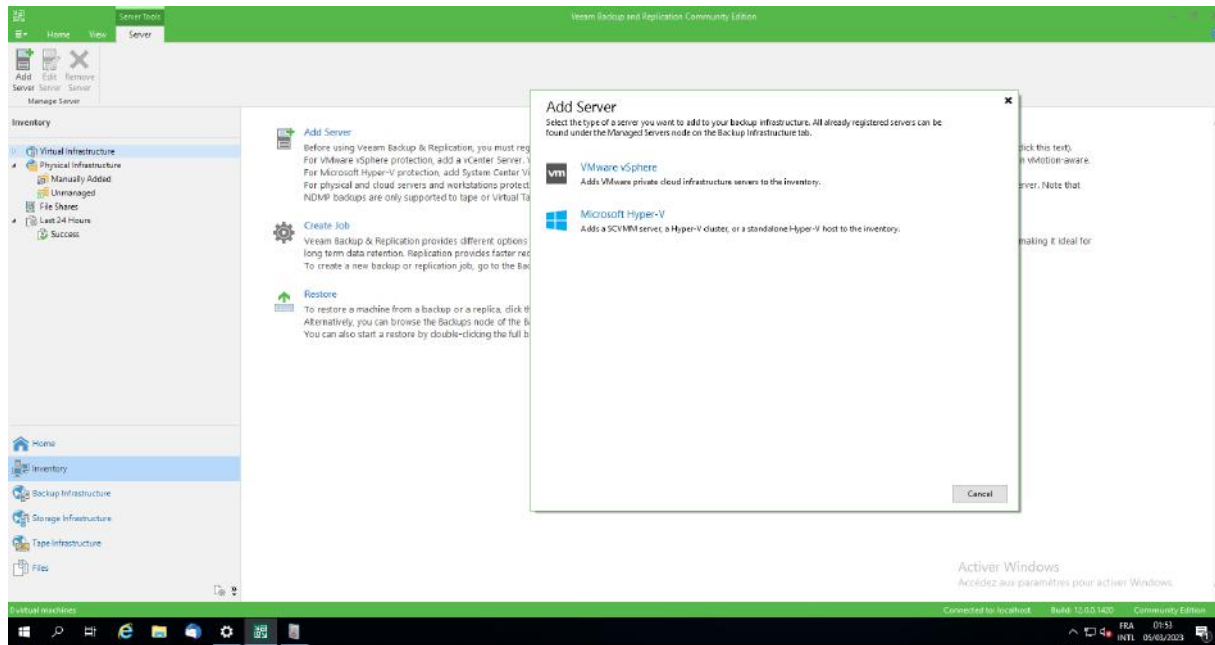 Server Tools
Veeam Backup and Replication Community Edition
Home View Server
Add Server
Edit Server
Remove Server
Manage Server
Inventory
Virtual Infrastructure
Physical Infrastructure
Manually Added
Unmanaged
File Shares
Last 24 Hours
Success
Add Server
Before using Veeam Backup & Replication, you must reg
For VMware vSphere protection, add a vCenter Server.
For Microsoft Hyper-V protection, add System Center Vi
For physical and cloud servers and workstations protect
NDMP backups are only supported to tape or Virtual Ta
Create Job
Veeam Backup & Replication provides different options
long term data retention. Replication provides faster rec
To create a new backup or replication job, go to the Bac
Restore
To restore a machine from a backup or a replica, click th
Alternatively, you can browse the Backups node of the B
You can also start a restore by double-clicking the full b
Add Server
Select the type of a server you want to add to your backup infrastructure. All already registered servers can be
found under the Managed Servers node on the Backup Infrastructure tab.
vm
VMware vSphere
Adds VMware private cloud infrastructure servers to the inventory.
Microsoft Hyper-V
Adds a SCVMM server, a Hyper-V cluster, or a standalone Hyper-V host to the inventory.
Cancel
click this text).
n vMotion-aware.
erver. Note that
making it ideal for
Home
Inventory
Backup Infrastructure
Storage Infrastructure
Tape Infrastructure
Files
Activer Windows
Accédez aux paramètres pour activer Windows.
0 virtual machines
Connected to: localhost Build: 12.0.0.1420 Community Edition
FRA 01:53
INTL 05/03/2023